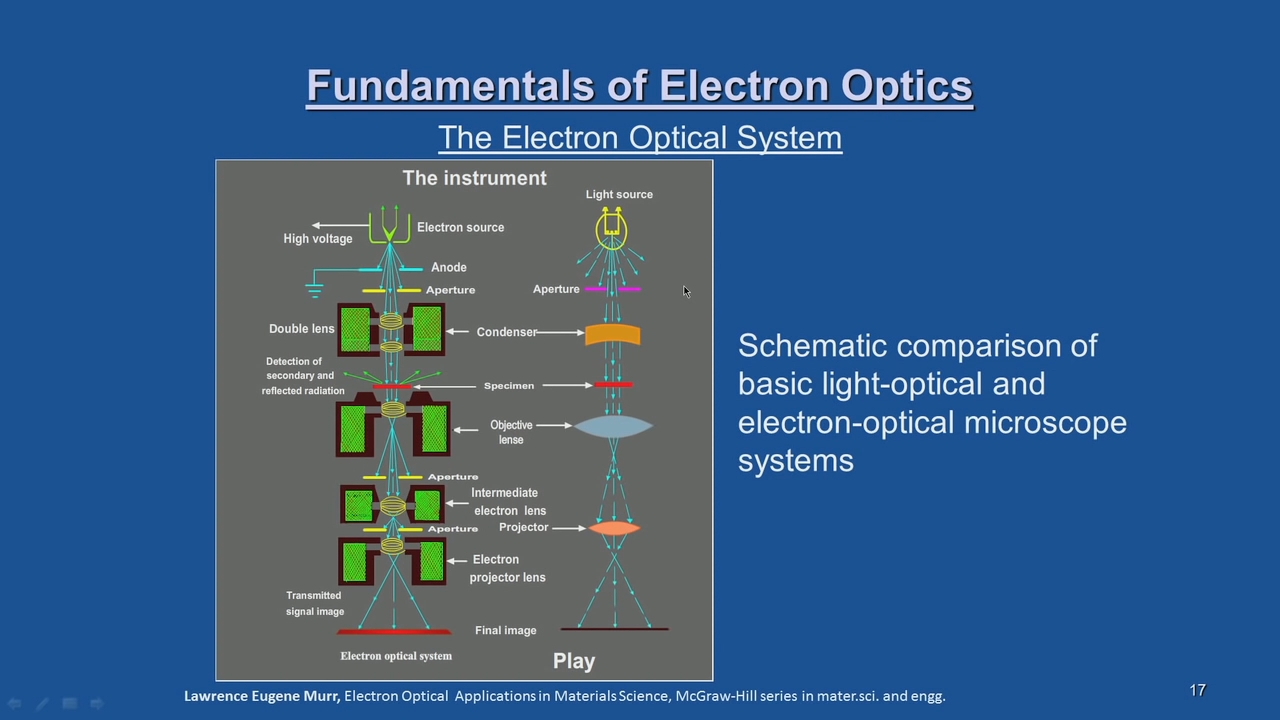 Fundamentals of Electron Optics
The Electron Optical System
The instrument
Light source
Electron source
High voltage
Anode
Aperture
Aperture
Double lens
Condenser
Detection of
secondary and
reflected radiation
Specimen
Objective
lense
Aperture
Intermediate
electron lens
Aperture
Projector
Electron
projector lens
Transmitted
signal image
Final image
Electron optical system
Play
Schematic comparison of
basic light-optical and
electron-optical microscope
systems
Lawrence Eugene Murr, Electron Optical Applications in Materials Science, McGraw-Hill series in mater.sci. and engg.
17